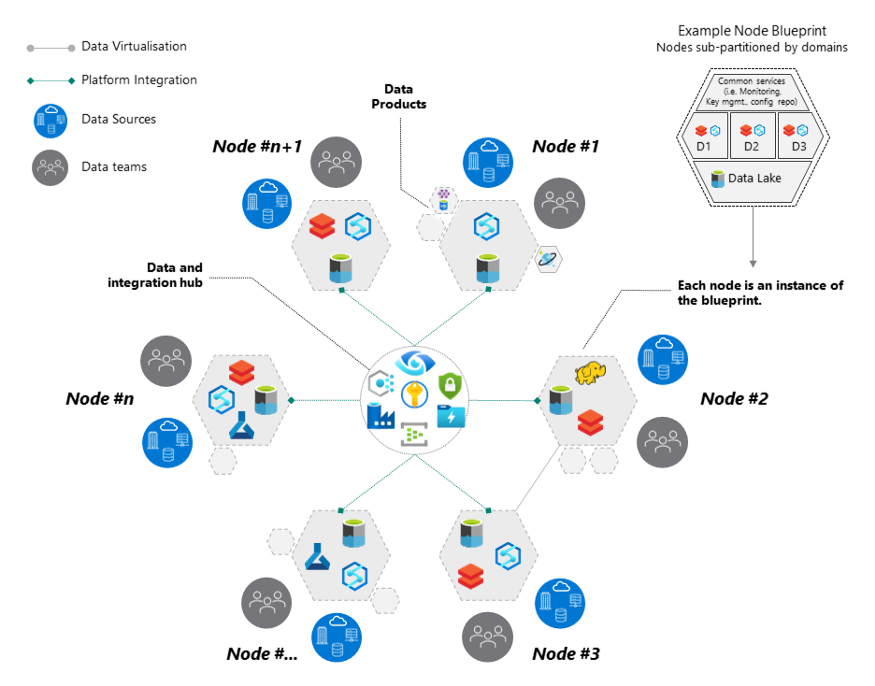 Data Virtualisation
Platform Integration
Data Sources
Data teams
Example Node Blueprint
Nodes sub-partitioned by domains
Common services
(i.e. Monitoring,
Key mgmt., config repo)
D1
D2
D3
Data Lake
Each node is an instance of
the blueprint.
Data
Products
Node #n+1
Node #1
Data and
integration hub
Node #n
Node #2
Node #...
Node #3